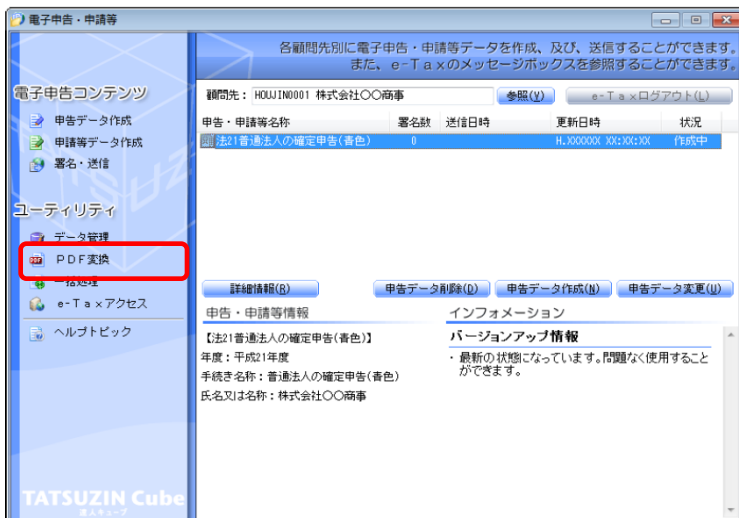 電子申告・申請等
各顧問先別に電子申告・申請等データを作成、及び、送信することができます。
また、e-Taxのメッセージボックスを参照することができます。
電子申告コンテンツ
申告データ作成
申請等データ作成
署名・送信
ユーティリティ
データ管理
PDF変換
一括処理
e-Taxアクセス
ヘルプトピック
顧問先: HOUJIN0001 株式会社〇〇商事 参照(Y) e-Taxログアウト(L)
申告・申請等名称 署名数 送信日時 更新日時 状況
法21普通法人の確定申告(青色) 0 H.XXXXXX XX:XX:XX 作成中
詳細情報(R) 申告データ削除(D) 申告データ作成(N) 申告データ変更(U)
申告・申請等情報
【法21普通法人の確定申告(青色)】
年度:平成21年度
手続き名称:普通法人の確定申告(青色)
氏名又は名称:株式会社〇〇商事
インフォメーション
バージョンアップ情報
・最新の状態になっています。問題なく使用すること
ができます。
TATSUZIN Cube
達人キューブ